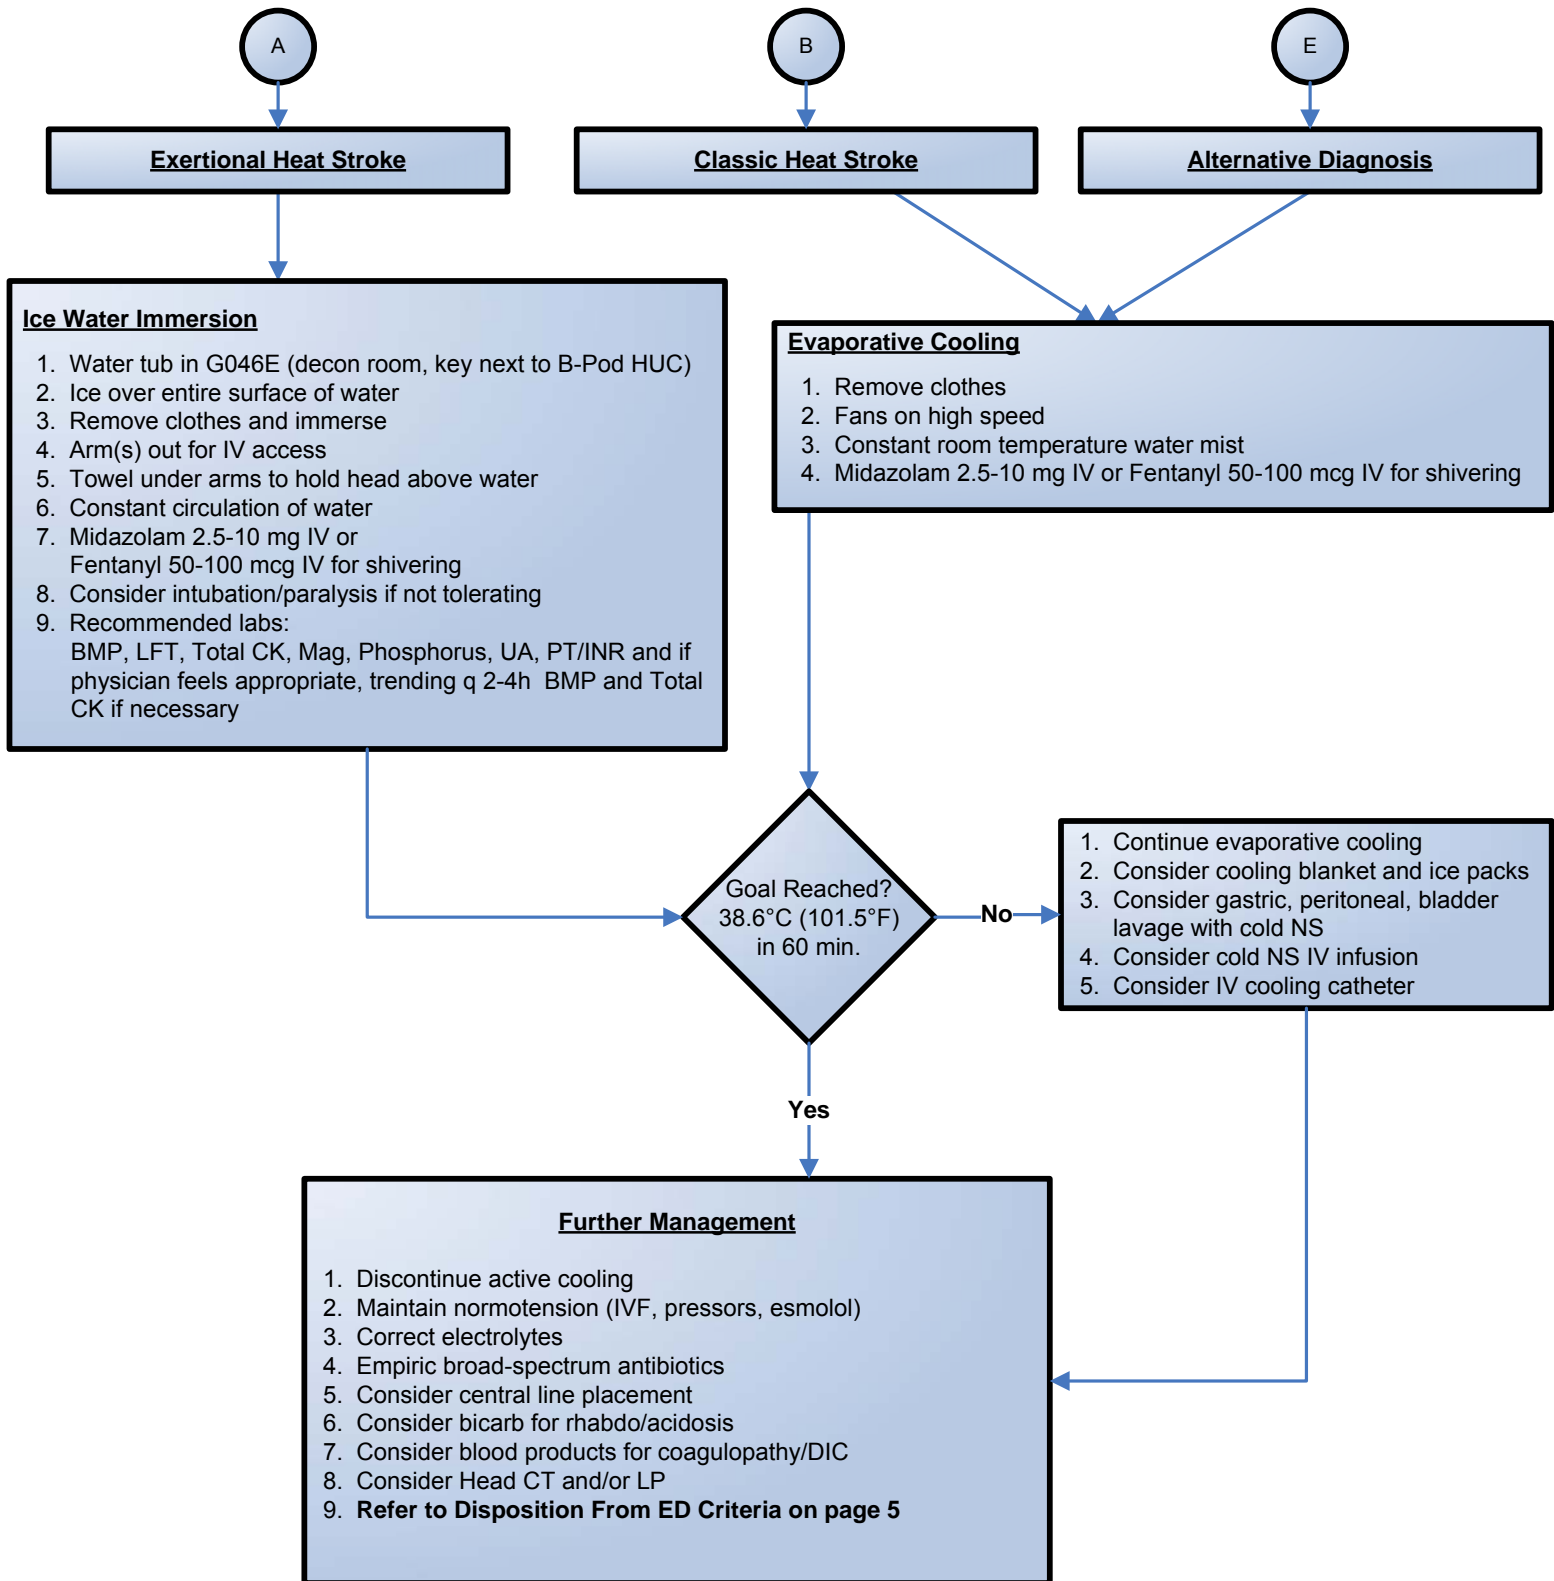 A
B
E
Exertional Heat Stroke
Classic Heat Stroke
Alternative Diagnosis
Ice Water Immersion
1. Water tub in G046E (decon room, key next to B-Pod HUC)
2. Ice over entire surface of water
3. Remove clothes and immerse
4. Arm(s) out for IV access
5. Towel under arms to hold head above water
6. Constant circulation of water
7. Midazolam 2.5-10 mg IV or
Fentanyl 50-100 mcg IV for shivering
8. Consider intubation/paralysis if not tolerating
9. Recommended labs:
BMP, LFT, Total CK, Mag, Phosphorus, UA, PT/INR and if
physician feels appropriate, trending q 2-4h BMP and Total
CK if necessary
Evaporative Cooling
1. Remove clothes
2. Fans on high speed
3. Constant room temperature water mist
4. Midazolam 2.5-10 mg IV or Fentanyl 50-100 mcg IV for shivering
Goal Reached?
38.6°C (101.5°F)
in 60 min.
No
1. Continue evaporative cooling
2. Consider cooling blanket and ice packs
3. Consider gastric, peritoneal, bladder
lavage with cold NS
4. Consider cold NS IV infusion
5. Consider IV cooling catheter
Yes
Further Management
1. Discontinue active cooling
2. Maintain normotension (IVF, pressors, esmolol)
3. Correct electrolytes
4. Empiric broad-spectrum antibiotics
5. Consider central line placement
6. Consider bicarb for rhabdo/acidosis
7. Consider blood products for coagulopathy/DIC
8. Consider Head CT and/or LP
9. Refer to Disposition From ED Criteria on page 5